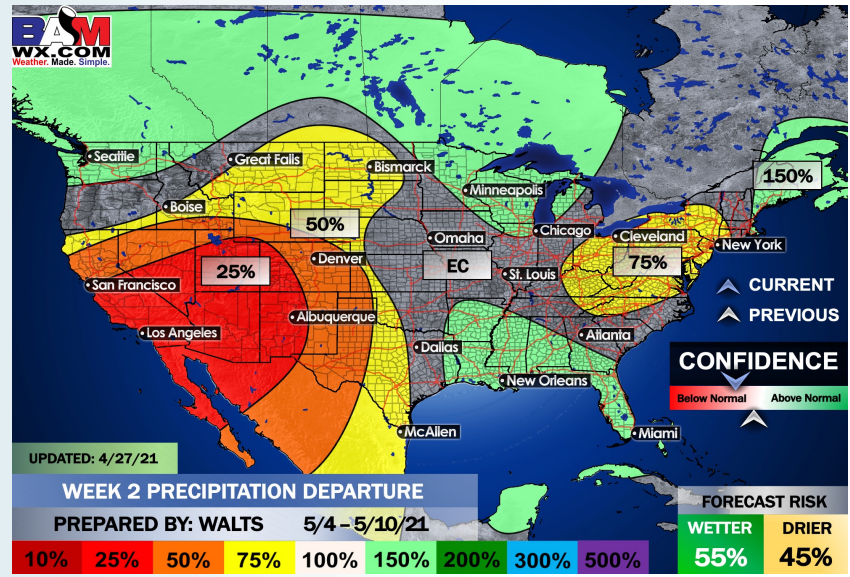 BAM
WX.COM
Weather. Made. Simple.
Seattle
Great Falls
Bismarck
Minneapolis
150%
Boise
50%
Omaha
Chicago
Cleveland
New York
25%
Denver
EC
75%
San Francisco
St. Louis
CURRENT
PREVIOUS
Albuquerque
Los Angeles
Atlanta
Dallas
CONFIDENCE
New Orleans
Below Normal
Above Normal
McAllen
Miami
UPDATED: 4/27/21
WEEK 2 PRECIPITATION DEPARTURE
PREPARED BY: WALTS 5/4 – 5/10/21
FORECAST RISK
WETTER
DRIER
55%
45%
10% 25% 50% 75% 100% 150% 200% 300% 500%